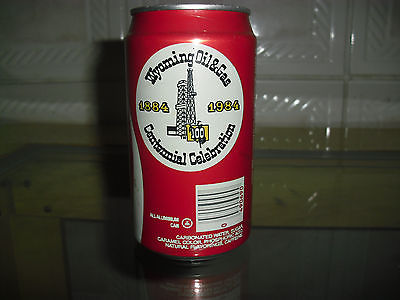 Wyoming Oil & Gas
1884 1984
100
Centennial Celebration
ALL ALUMINUM
CAN
CARBONATED WATER, SUGAR,
CARAMEL COLOR, PHOSPHORIC ACID,
NATURAL FLAVORINGS, CAFFEINE